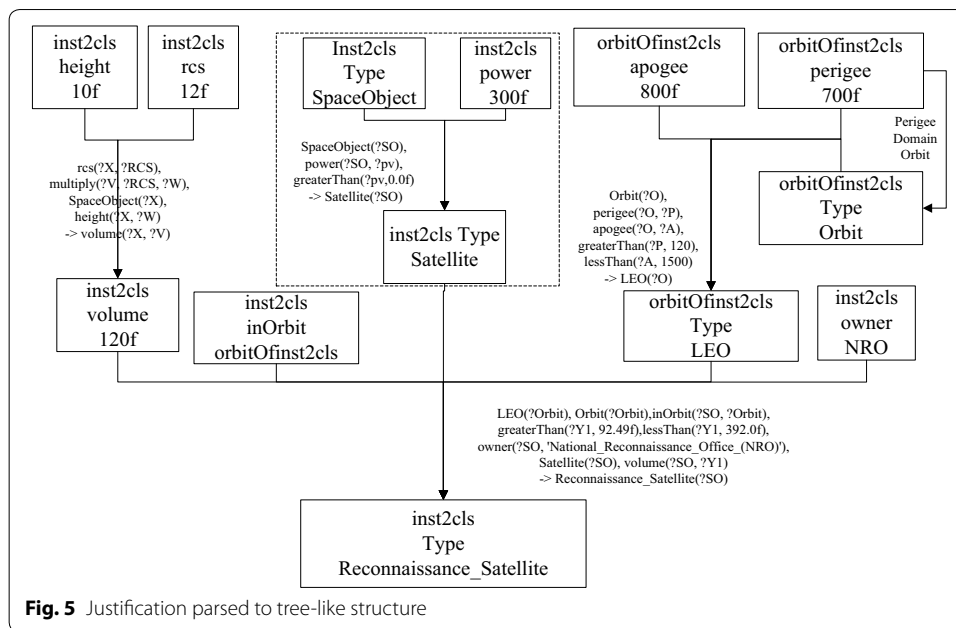 inst2cls
height
10f
inst2cls
rcs
12f
Inst2cls
Type
SpaceObject
inst2cls
power
300f
orbitOfinst2cls
apogee
800f
orbitOfinst2cls
perigee
700f
Perigee
Domain
Orbit
rcs(?X, ?RCS),
multiply(?V, ?RCS, ?W),
SpaceObject(?X),
height(?X, ?W)
-> volume(?X, ?V)
SpaceObject(?SO),
power(?SO, ?pv),
greaterThan(?pv,0.0f)
-> Satellite(?SO)
Orbit(?O),
perigee(?O, ?P),
apogee(?O, ?A),
greaterThan(?P, 120),
lessThan(?A, 1500)
-> LEO(?O)
orbitOfinst2cls
Type
Orbit
inst2cls Type
Satellite
inst2cls
volume
120f
inst2cls
inOrbit
orbitOfinst2cls
orbitOfinst2cls
Type
LEO
inst2cls
owner
NRO
LEO(?Orbit), Orbit(?Orbit),inOrbit(?SO, ?Orbit),
greaterThan(?Y1, 92.49f),lessThan(?Y1, 392.0f),
owner(?SO, 'National_Reconnaissance_Office_(NRO)'),
Satellite(?SO), volume(?SO, ?Y1)
-> Reconnaissance_Satellite(?SO)
inst2cls
Type
Reconnaissance_Satellite
Fig. 5 Justification parsed to tree-like structure